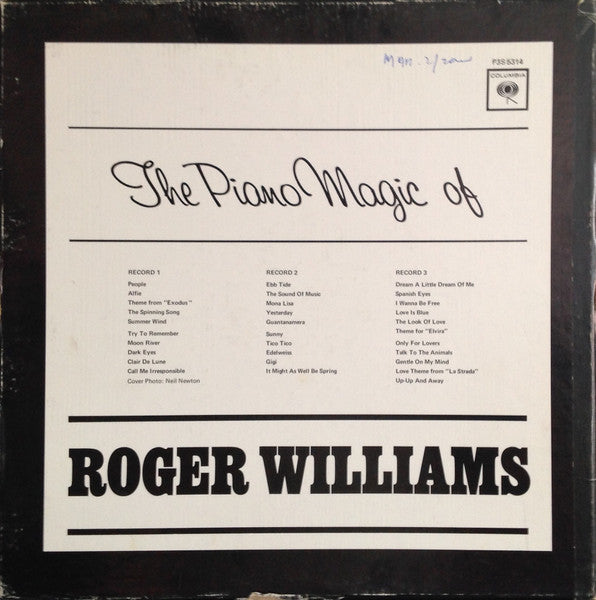 P3S 5314
COLUMBIA
The Piano Magic of
RECORD 1
People
Alfie
Theme from "Exodus"
The Spinning Song
Summer Wind
Try To Remember
Moon River
Dark Eyes
Clair De Lune
Call Me Irresponsible
Cover Photo: Neil Newton
RECORD 2
Ebb Tide
The Sound Of Music
Mona Lisa
Yesterday
Guantanamera
Sunny
Tico Tico
Edelweiss
Gigi
It Might As Well Be Spring
RECORD 3
Dream A Little Dream Of Me
Spanish Eyes
I Wanna Be Free
Love Is Blue
The Look Of Love
Theme for "Elvira"
Only For Lovers
Talk To The Animals
Gentle On My Mind
Love Theme from "La Strada"
Up-Up And Away
ROGER WILLIAMS